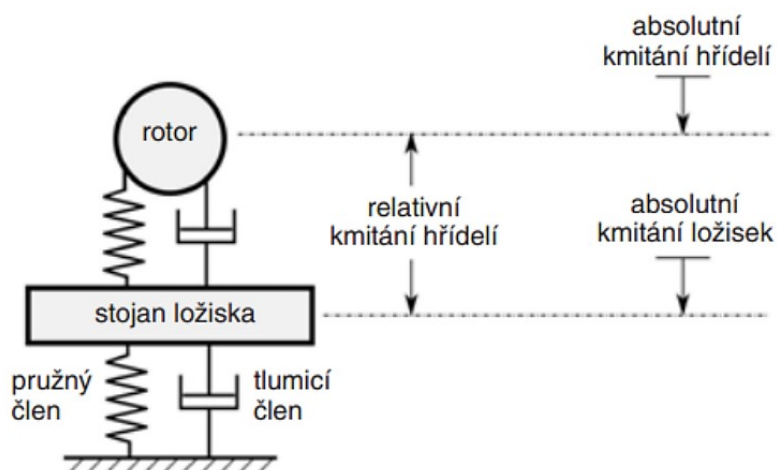 absolutní
kmitání hřídelí
rotor
relativní
kmitání hřídelí
absolutní
kmitání ložisek
stojan ložiska
pružný
člen
tlumicí
člen